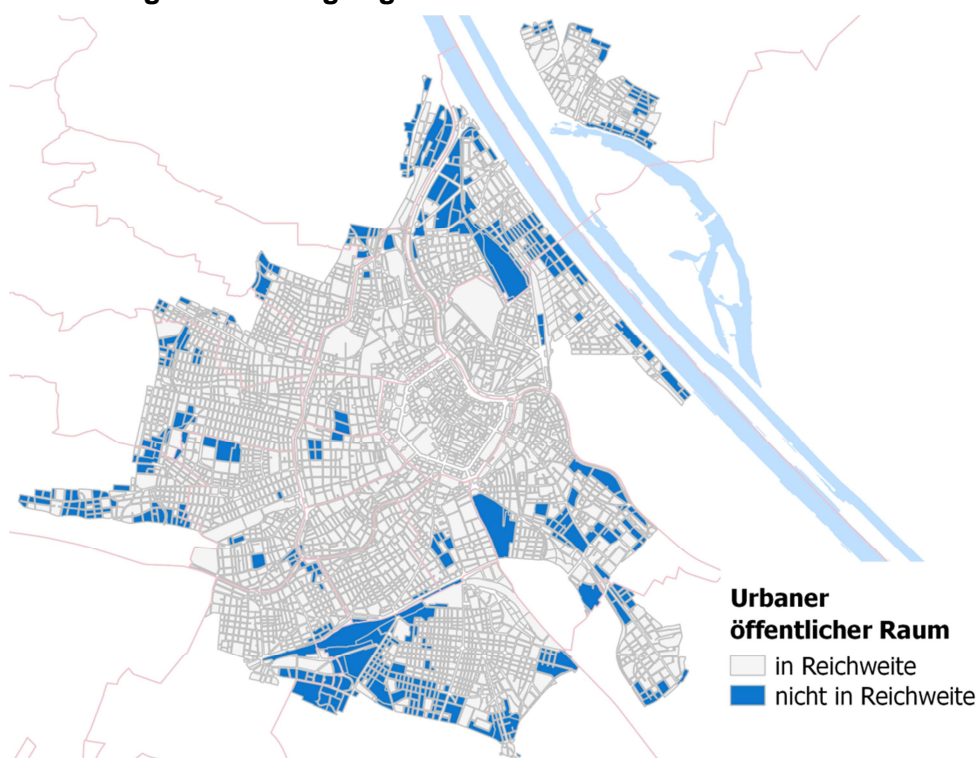 Urbaner
öffentlicher Raum
in Reichweite
nicht in Reichweite